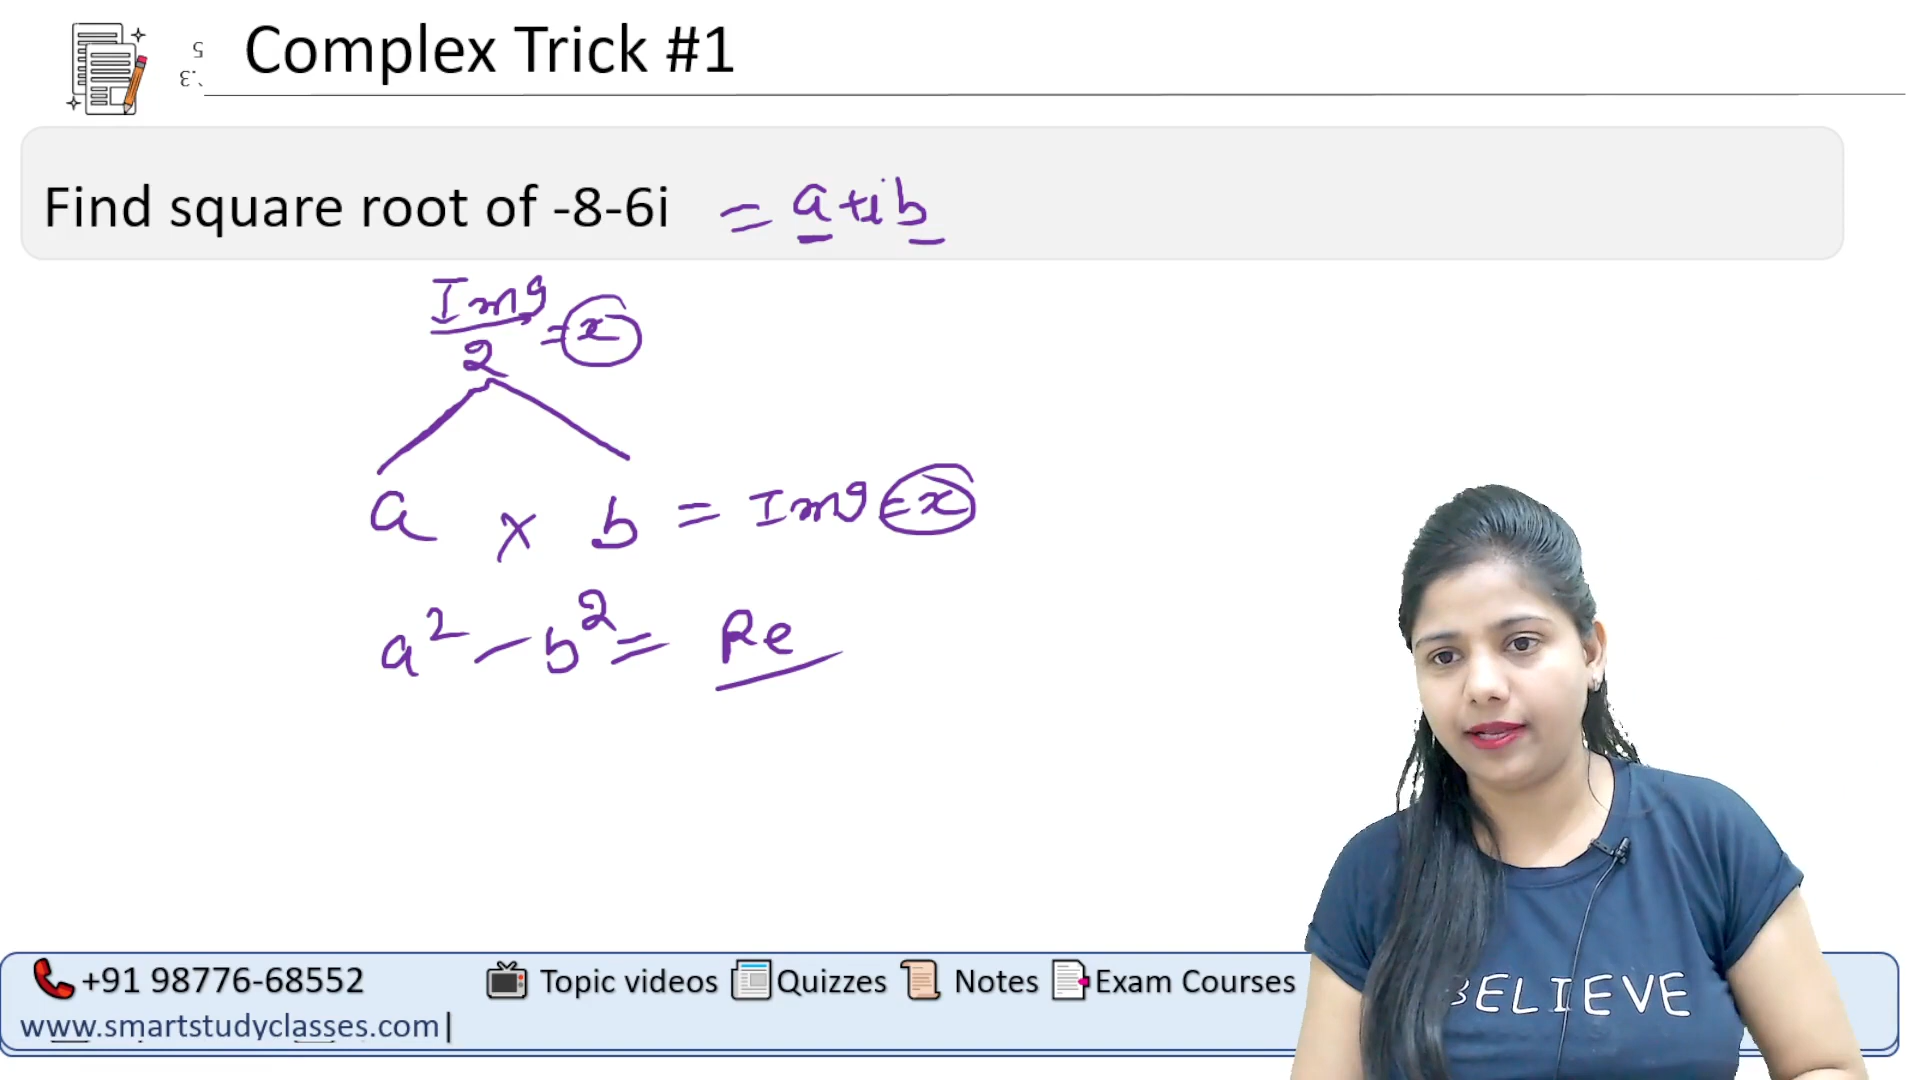 Complex Trick #1
Find square root of -8-6i = a+ib
Img/2 = x
a × b = Img = x
a² - b² = Re
BELIEVE
+91 98776-68552 Topic videos Quizzes Notes Exam Courses
www.smartstudyclasses.com|